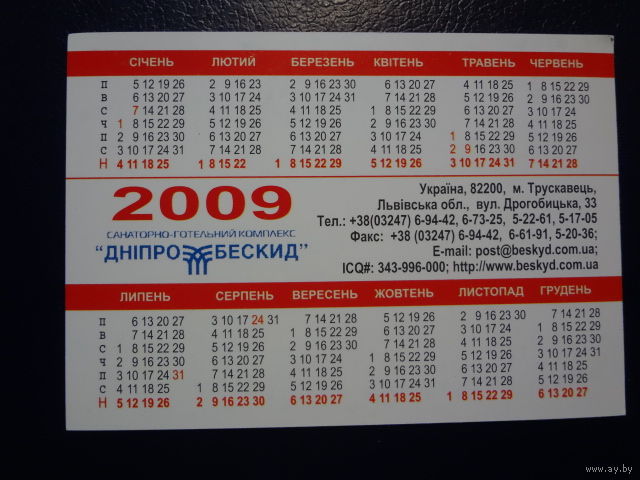 СІЧЕНЬ ЛЮТИЙ БЕРЕЗЕНЬ КВІТЕНЬ ТРАВЕНЬ ЧЕРВЕНЬ
П 5 12 19 26 2 9 16 23 2 9 16 23 30 6 13 20 27 4 11 18 25 1 8 15 22 29
В 6 13 20 27 3 10 17 24 3 10 17 24 31 7 14 21 28 5 12 19 26 2 9 16 23 30
С 7 14 21 28 4 11 18 25 4 11 18 25 1 8 15 22 29 6 13 20 27 3 10 17 24
Ч 1 8 15 22 29 5 12 19 26 5 12 19 26 2 9 16 23 30 7 14 21 28 4 11 18 25
П 2 9 16 23 30 6 13 20 27 6 13 20 27 3 10 17 24 1 8 15 22 29 5 12 19 26
С 3 10 17 24 31 7 14 21 28 7 14 21 28 4 11 18 25 2 9 16 23 30 6 13 20 27
Н 4 11 18 25 1 8 15 22 1 8 15 22 29 5 12 19 26 3 10 17 24 31 7 14 21 28
2009
САНАТОРНО-ГОТЕЛЬНИЙ КОМПЛЕКС
"ДНІПРО БЕСКИД"
Україна, 82200, м. Трускавець,
Львівська обл., вул. Дрогобицька, 33
Тел.: +38(03247) 6-94-42, 6-73-25, 5-22-61, 5-17-05
Факс: +38 (03247) 6-94-42, 6-61-91, 5-20-36;
E-mail: post@beskyd.com.ua;
ICQ#: 343-996-000; http://www.beskyd.com.ua
ЛИПЕНЬ СЕРПЕНЬ ВЕРЕСЕНЬ ЖОВТЕНЬ ЛИСТОПАД ГРУДЕНЬ
П 6 13 20 27 3 10 17 24 31 7 14 21 28 5 12 19 26 2 9 16 23 30 7 14 21 28
В 7 14 21 28 4 11 18 25 1 8 15 22 29 6 13 20 27 3 10 17 24 1 8 15 22 29
С 1 8 15 22 29 5 12 19 26 2 9 16 23 30 7 14 21 28 4 11 18 25 2 9 16 23 30
Ч 2 9 16 23 30 6 13 20 27 3 10 17 24 1 8 15 22 29 5 12 19 26 3 10 17 24 31
П 3 10 17 24 31 7 14 21 28 4 11 18 25 2 9 16 23 30 6 13 20 27 4 11 18 25
С 4 11 18 25 1 8 15 22 29 5 12 19 26 3 10 17 24 31 7 14 21 28 5 12 19 26
Н 5 12 19 26 2 9 16 23 30 6 13 20 27 4 11 18 25 1 8 15 22 29 6 13 20 27
www.ay.by